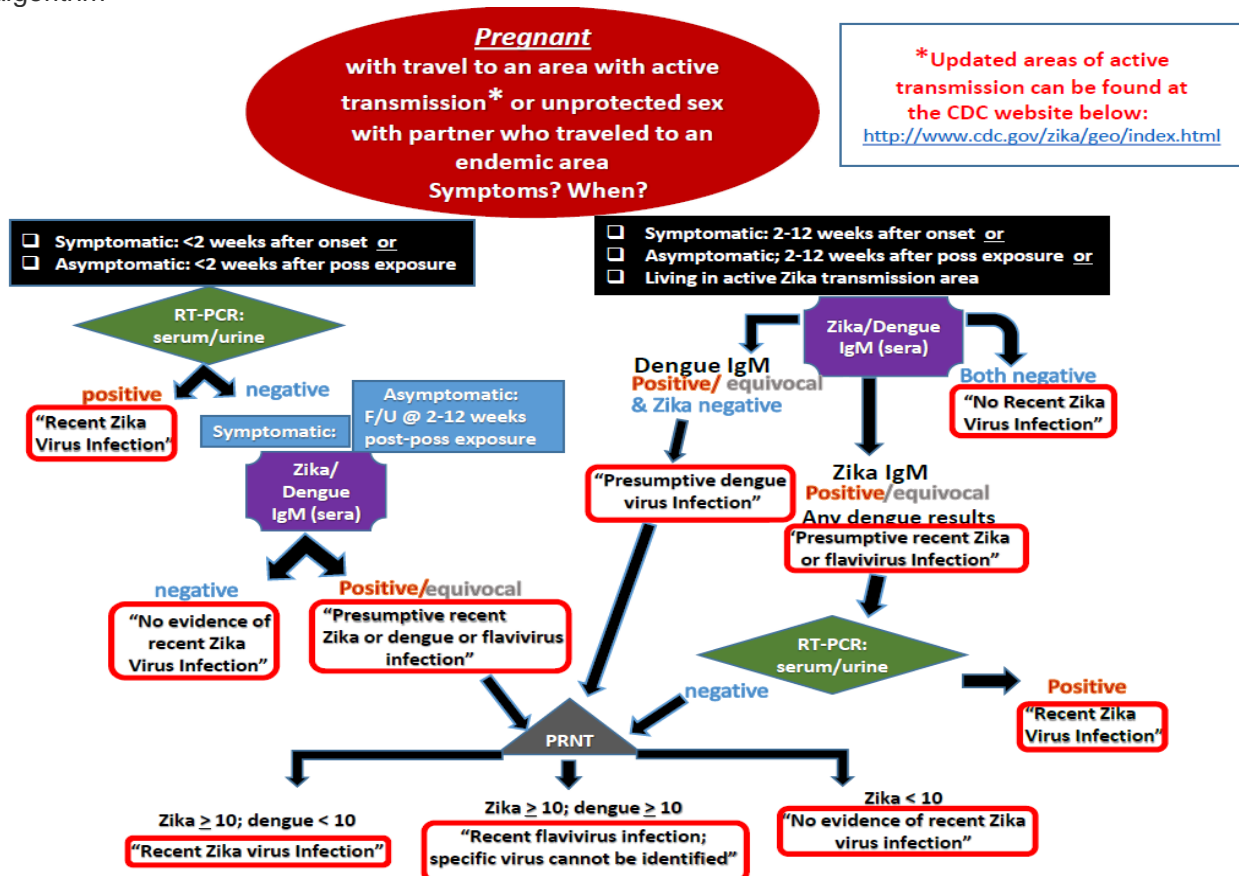 algorithm
Pregnant
with travel to an area with active
transmission* or unprotected sex
with partner who traveled to an
endemic area
Symptoms? When?
*Updated areas of active
transmission can be found at
the CDC website below:
http://www.cdc.gov/zika/geo/index.html
❑ Symptomatic: <2 weeks after onset or
❑ Asymptomatic: <2 weeks after poss exposure
❑ Symptomatic: 2-12 weeks after onset or
❑ Asymptomatic; 2-12 weeks after poss exposure or
❑ Living in active Zika transmission area
RT-PCR:
serum/urine
positive
negative
"Recent Zika
Virus Infection"
Symptomatic:
Asymptomatic:
F/U @ 2-12 weeks
post-poss exposure
Zika/
Dengue
IgM (sera)
negative
"No evidence of
recent Zika
Virus Infection"
Positive/equivocal
"Presumptive recent
Zika or dengue or flavivirus
infection"
Zika/Dengue
IgM (sera)
Dengue IgM
Positive/ equivocal
& Zika negative
"Presumptive dengue
virus Infection"
Both negative
"No Recent Zika
Virus Infection"
Zika IgM
Positive/equivocal
Any dengue results
"Presumptive recent Zika
or flavivirus Infection"
RT-PCR:
serum/urine
negative
Positive
"Recent Zika
Virus Infection"
PRNT
Zika ≥ 10; dengue < 10
"Recent Zika virus Infection"
Zika ≥ 10; dengue ≥ 10
"Recent flavivirus infection;
specific virus cannot be identified"
Zika < 10
"No evidence of recent Zika
virus infection"